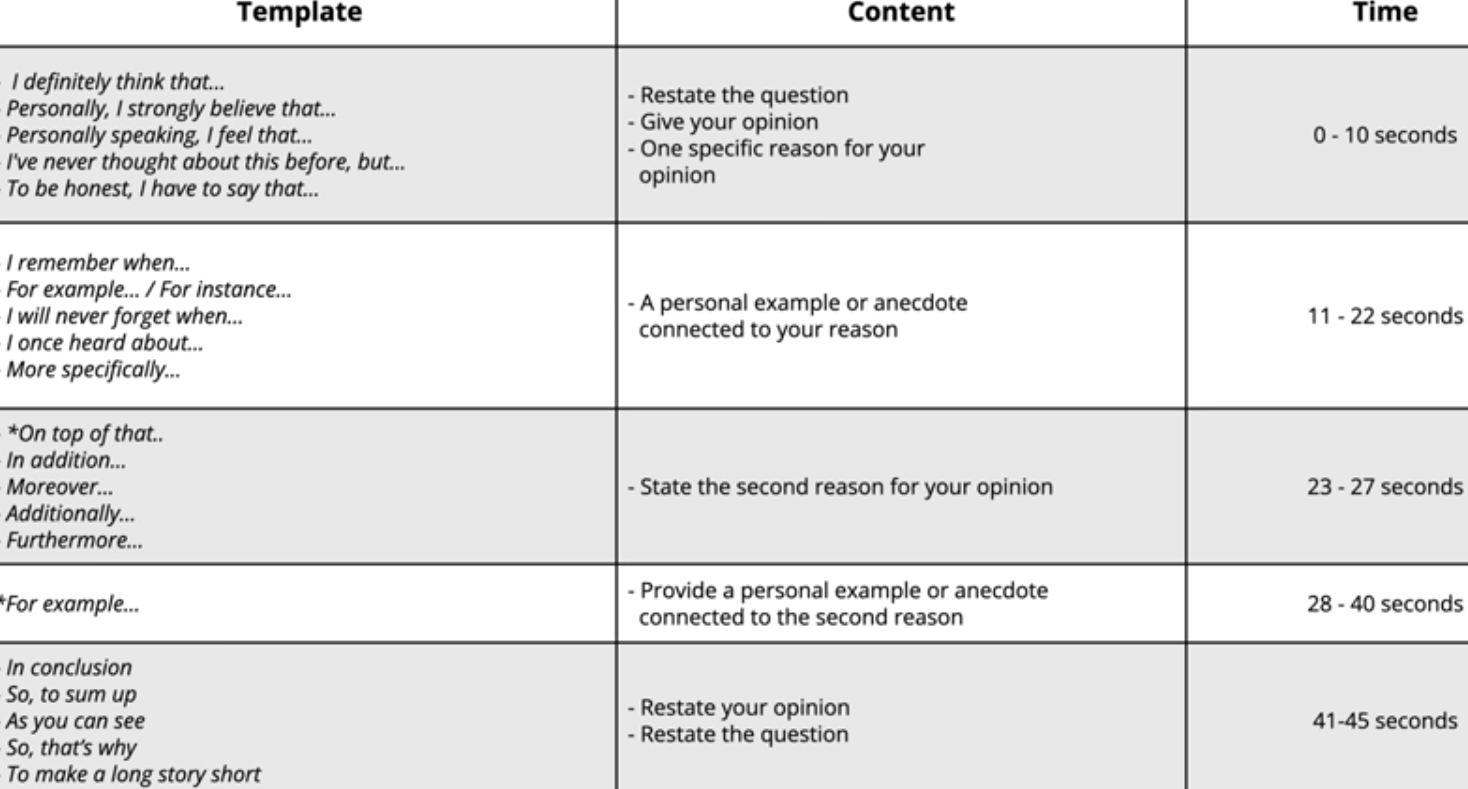 Template
Content
Time
- I definitely think that...
- Personally, I strongly believe that...
- Personally speaking, I feel that...
- I've never thought about this before, but...
- To be honest, I have to say that...
- Restate the question
- Give your opinion
- One specific reason for your
opinion
0 - 10 seconds
- I remember when...
- For example... / For instance...
- I will never forget when...
- I once heard about...
- More specifically...
- A personal example or anecdote
connected to your reason
11 - 22 seconds
- *On top of that..
- In addition...
- Moreover...
- Additionally...
- Furthermore...
- State the second reason for your opinion
23 - 27 seconds
*For example...
- Provide a personal example or anecdote
connected to the second reason
28 - 40 seconds
- In conclusion
- So, to sum up
- As you can see
- So, that's why
- To make a long story short
- Restate your opinion
- Restate the question
41-45 seconds